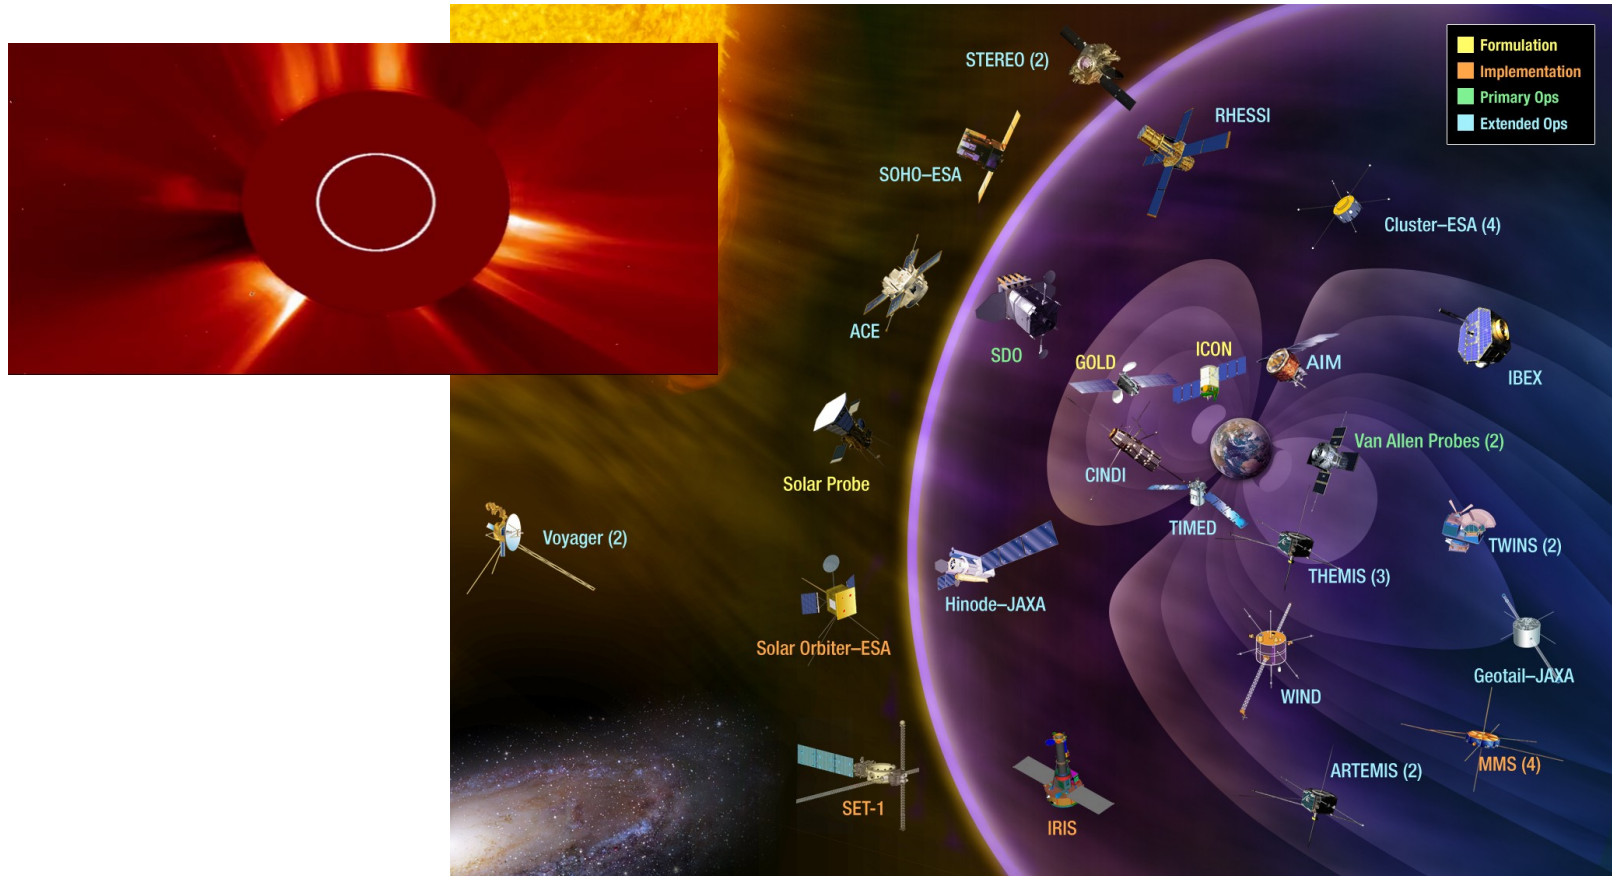 Formulation
Implementation
Primary Ops
Extended Ops
STEREO (2)
RHESSI
SOHO–ESA
Cluster–ESA (4)
ACE
SDO
GOLD
ICON
AIM
IBEX
Solar Probe
CINDI
Van Allen Probes (2)
TIMED
Voyager (2)
TWINS (2)
THEMIS (3)
Hinode–JAXA
Solar Orbiter–ESA
Geotail–JAXA
WIND
MMS (4)
ARTEMIS (2)
SET-1
IRIS